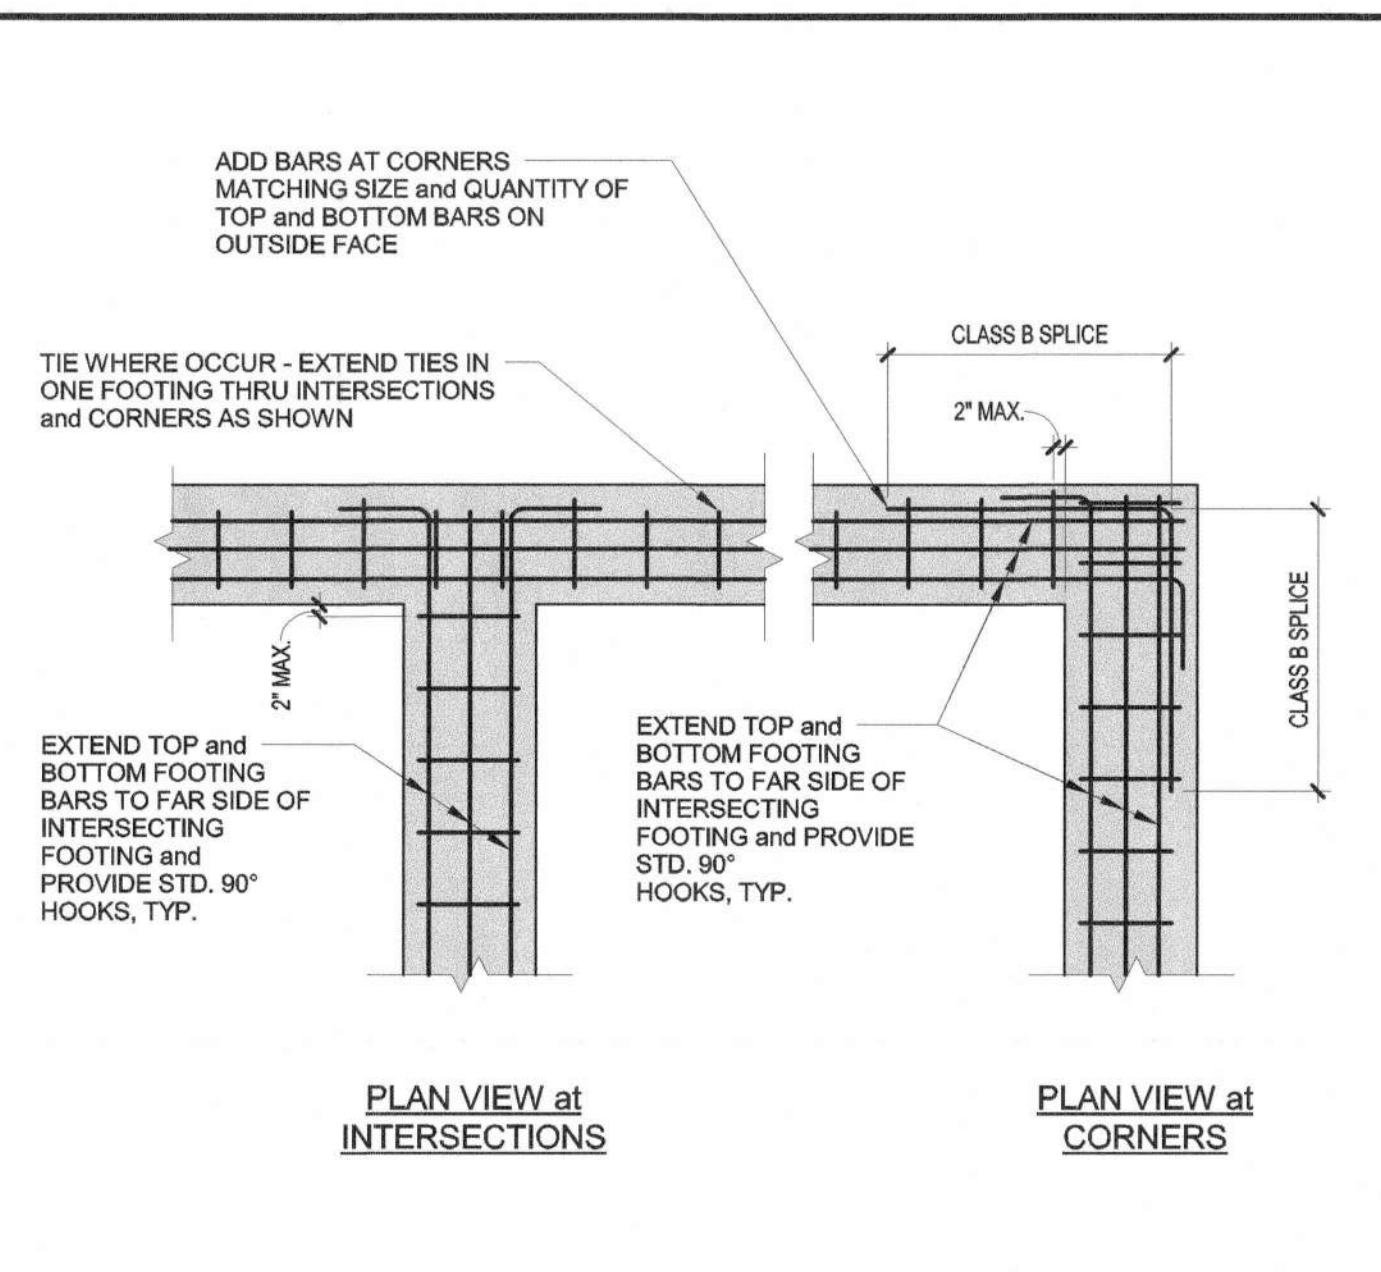 ADD BARS AT CORNERS
MATCHING SIZE and QUANTITY OF
TOP and BOTTOM BARS ON
OUTSIDE FACE
CLASS B SPLICE
TIE WHERE OCCUR - EXTEND TIES IN
ONE FOOTING THRU INTERSECTIONS
and CORNERS AS SHOWN
2" MAX.
2" MAX.
CLASS B SPLICE
EXTEND TOP and
BOTTOM FOOTING
BARS TO FAR SIDE OF
INTERSECTING
FOOTING and
PROVIDE STD. 90°
HOOKS, TYP.
EXTEND TOP and
BOTTOM FOOTING
BARS TO FAR SIDE OF
INTERSECTING
FOOTING and PROVIDE
STD. 90°
HOOKS, TYP.
PLAN VIEW at
INTERSECTIONS
PLAN VIEW at
CORNERS